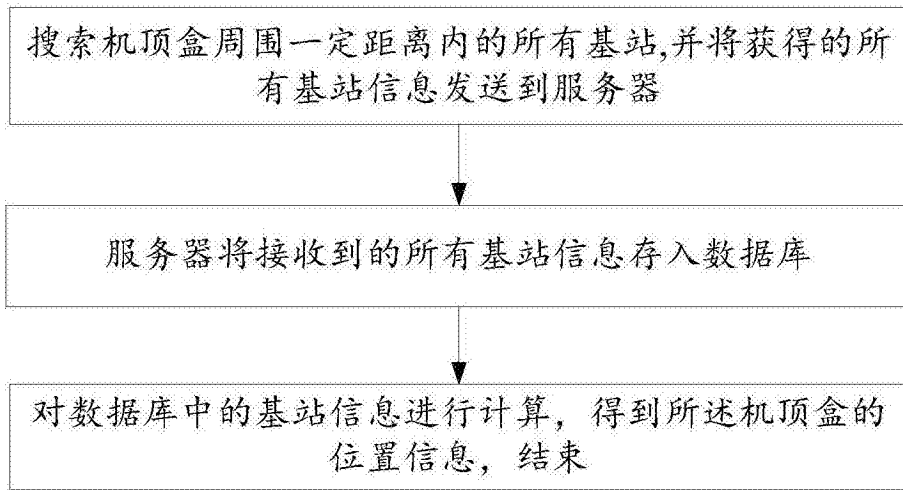 搜索机顶盒周围一定距离内的所有基站,并将获得的所
有基站信息发送到服务器
服务器将接收到的所有基站信息存入数据库
对数据库中的基站信息进行计算，得到所述机顶盒的
位置信息，结束